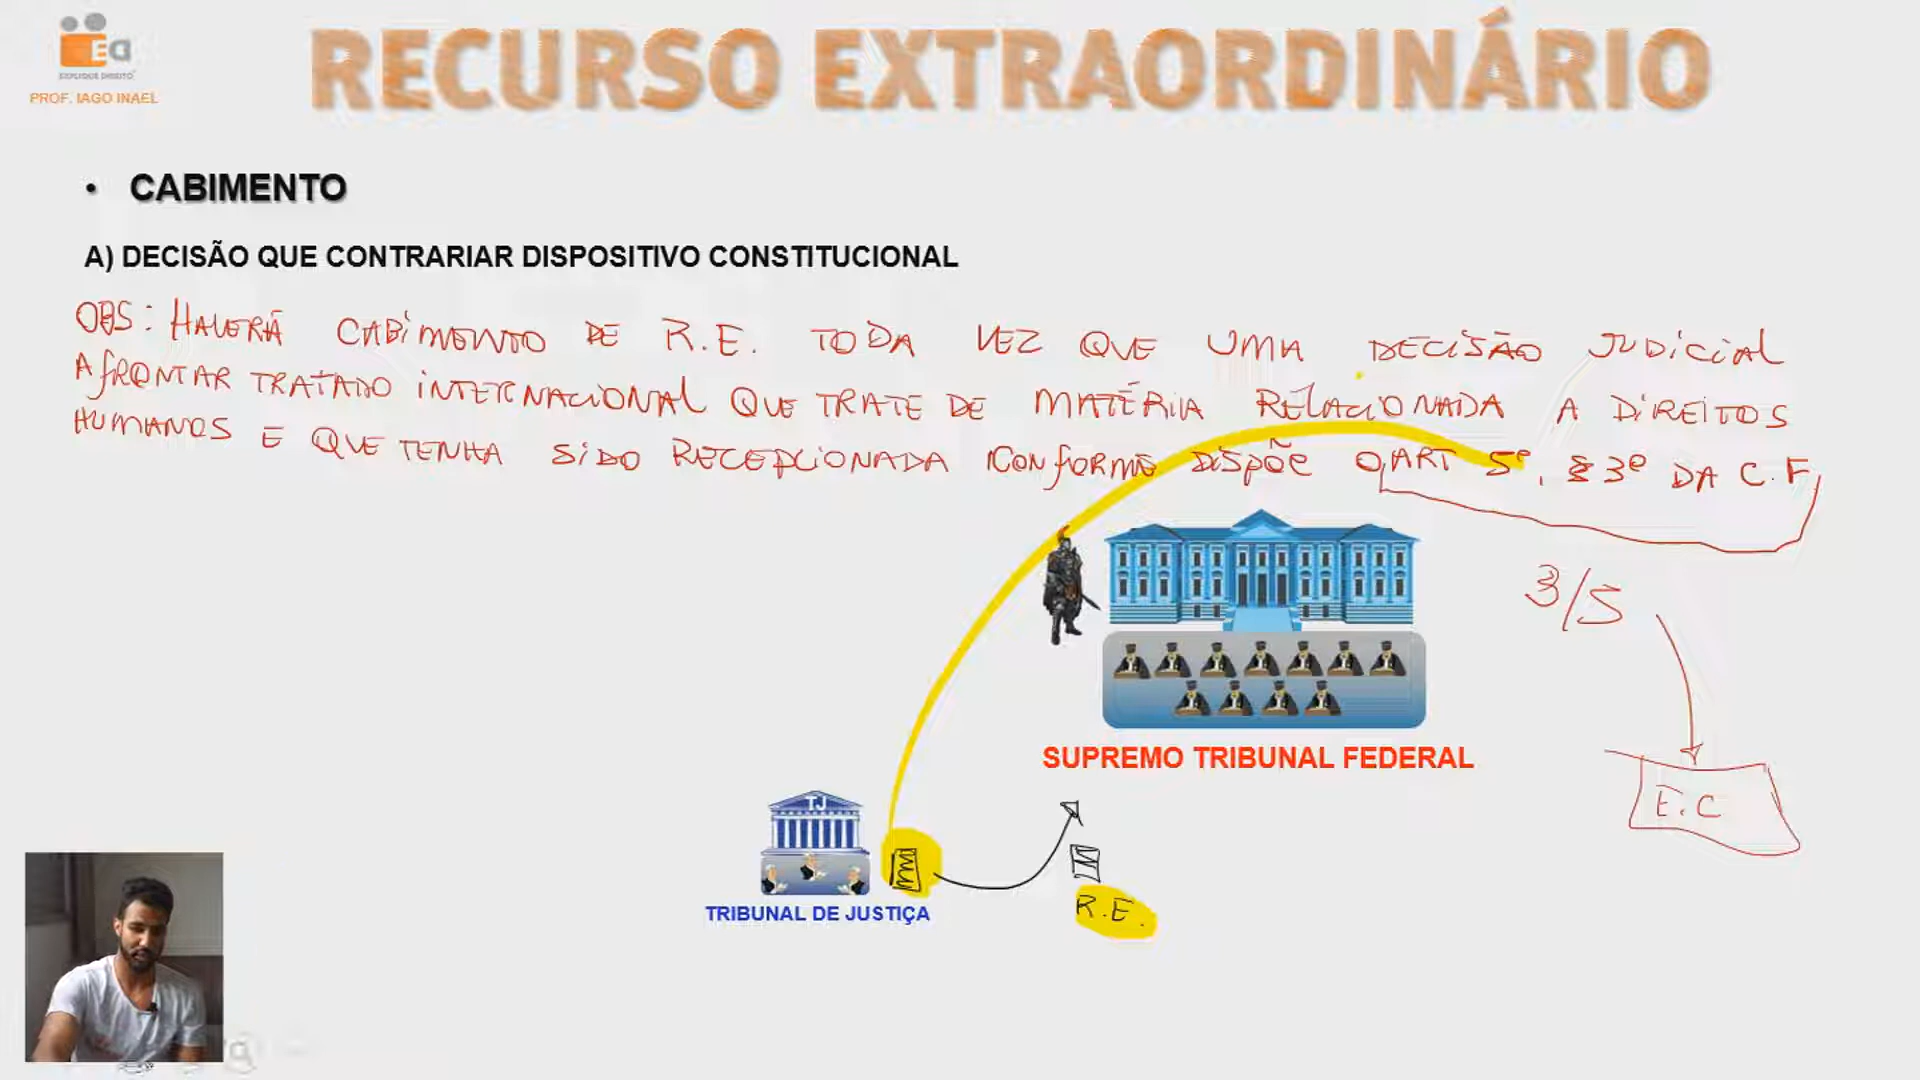 EXPLIQUE DIREITO
PROF. IAGO INAEL
RECURSO EXTRAORDINÁRIO
• CABIMENTO
A) DECISÃO QUE CONTRARIAR DISPOSITIVO CONSTITUCIONAL
OBS: HAVERÁ CABIMENTO DE R.E. TODA VEZ QUE UMA DECISÃO JUDICIAL
AFRONTAR TRATADO INTERNACIONAL QUE TRATE DE MATÉRIA RELACIONADA A DIREITOS
HUMANOS E QUE TENHA SIDO RECEPCIONADA CONFORME DISPÕE O, ART 5º, § 3º DA C.F
3/5
SUPREMO TRIBUNAL FEDERAL
E.C
TJ
R.E.
TRIBUNAL DE JUSTIÇA